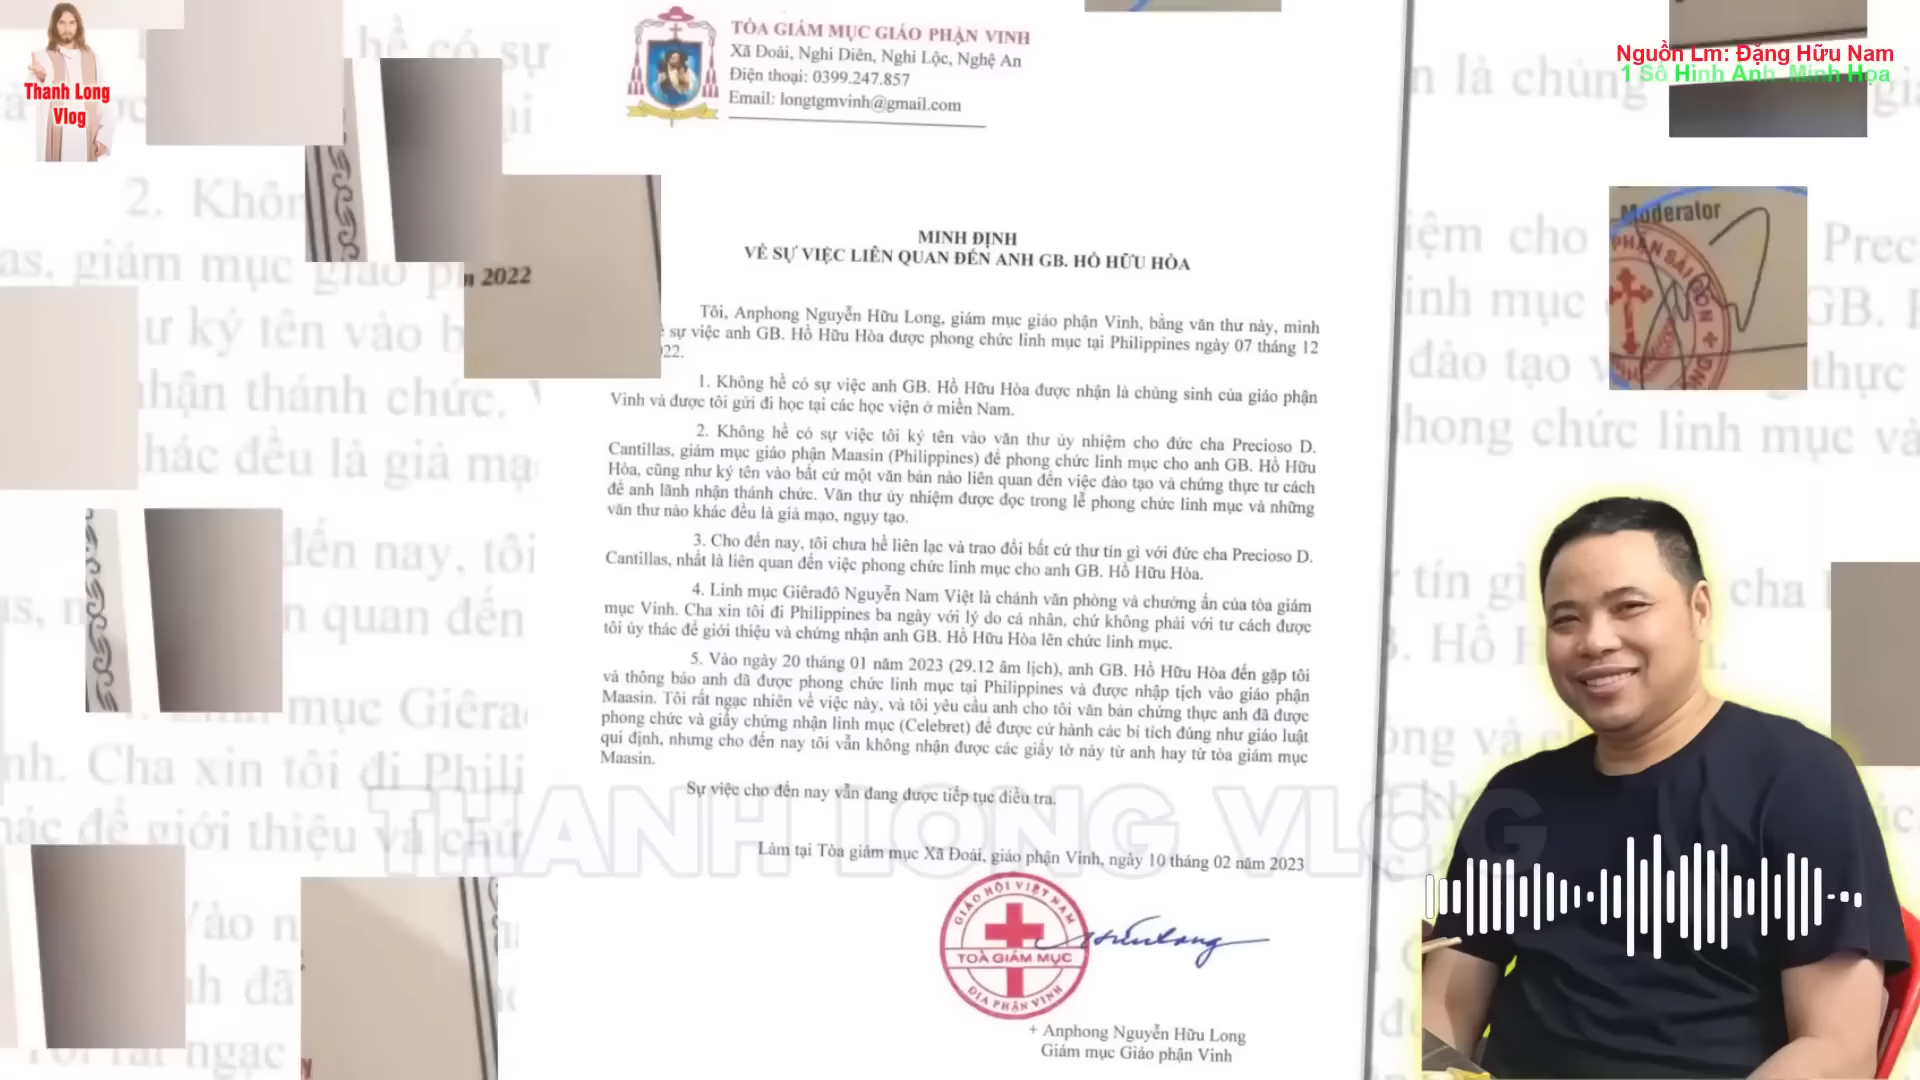 Thanh Long
Vlog
Nguồn Lm: Đặng Hữu Nam
1 Số Hình Ảnh Minh Họa
TÒA GIÁM MỤC GIÁO PHẬN VINH
Xã Đoài, Nghi Diên, Nghi Lộc, Nghệ An
Điện thoại: 0399.247.857
Email: longtgmvinh@gmail.com
MINH ĐỊNH
VỀ SỰ VIỆC LIÊN QUAN ĐẾN ANH GB. HỒ HỮU HÒA
Tôi, Anphong Nguyễn Hữu Long, giám mục giáo phận Vinh, bằng văn thư này, minh
sự việc anh GB. Hồ Hữu Hòa được phong chức linh mục tại Philippines ngày 07 tháng 12
22.
1. Không hề có sự việc anh GB. Hồ Hữu Hòa được nhận là chủng sinh của giáo phận
Vinh và được tôi gửi đi học tại các học viện ở miền Nam.
2. Không hề có sự việc tôi ký tên vào văn thư ủy nhiệm cho đức cha Precioso D.
Cantillas, giám mục giáo phận Maasin (Philippines) để phong chức linh mục cho anh GB. Hồ Hữu
Hòa, cũng như ký tên vào bất cứ một văn bản nào liên quan đến việc đào tạo và chứng thực tư cách
để anh lãnh nhận thánh chức. Văn thư ủy nhiệm được đọc trong lễ phong chức linh mục và những
văn thư nào khác đều là giả mạo, ngụy tạo.
3. Cho đến nay, tôi chưa hề liên lạc và trao đổi bất cứ thư tín gì với đức cha Precioso D.
Cantillas, nhất là liên quan đến việc phong chức linh mục cho anh GB. Hồ Hữu Hòa.
4. Linh mục Giêrađô Nguyễn Nam Việt là chánh văn phòng và chưởng ấn của tòa giám
mục Vinh. Cha xin tôi đi Philippines ba ngày với lý do cá nhân, chứ không phải với tư cách được
tôi ủy thác để giới thiệu và chứng nhận anh GB. Hồ Hữu Hòa lên chức linh mục.
5. Vào ngày 20 tháng 01 năm 2023 (29.12 âm lịch), anh GB. Hồ Hữu Hòa đến gặp tôi
và thông báo anh đã được phong chức linh mục tại Philippines và được nhập tịch vào giáo phận
Maasin. Tôi rất ngạc nhiên về việc này, và tôi yêu cầu anh cho tôi văn bản chứng thực anh đã được
phong chức và giấy chứng nhận linh mục (Celebret) để được cử hành các bí tích đúng như giáo luật
qui định, nhưng cho đến nay tôi vẫn không nhận được các giấy tờ này từ anh hay từ tòa giám mục
Maasin.
Sự việc cho đến nay vẫn đang được tiếp tục điều tra.
THANH LONG VLOG
Làm tại Tòa giám mục Xã Đoài, giáo phận Vinh, ngày 10 tháng 02 năm 2023
GIÁO HỘI VIỆT NAM
TOÀ GIÁM MỤC
ĐỊA PHẬN VINH
+ Anphong Nguyễn Hữu Long
Giám mục Giáo phận Vinh
2022
Moderator